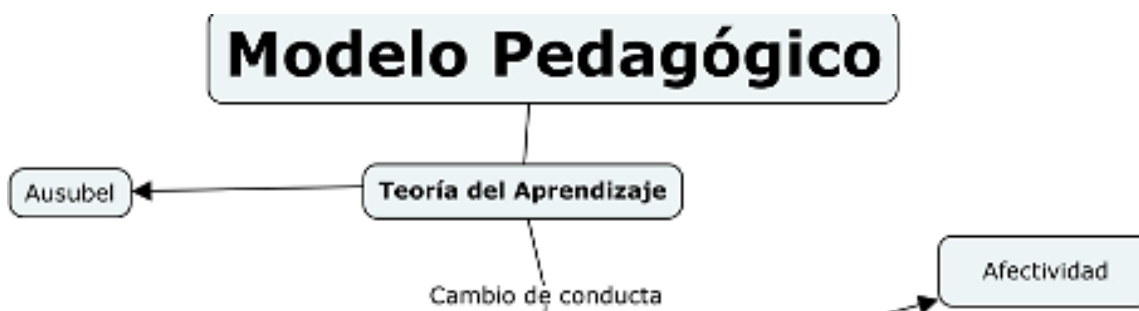 Modelo Pedagógico
Ausubel
Teoría del Aprendizaje
Afectividad
Cambio de conducta